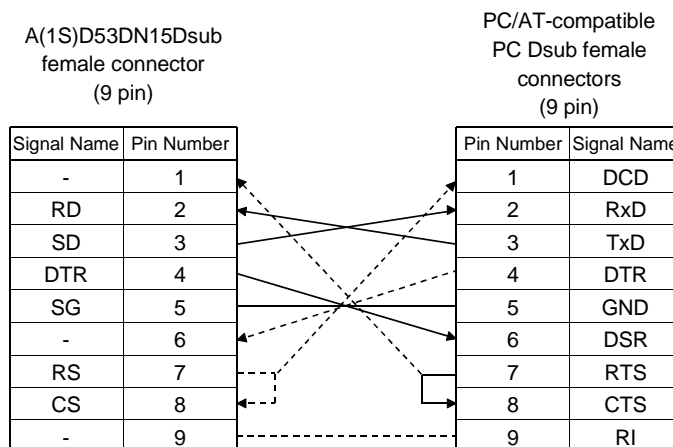 A(1S)D53DN15Dsub
female connector
(9 pin)
PC/AT-compatible
PC Dsub female
connectors
(9 pin)
Signal Name Pin Number Pin Number Signal Name
- 1 1 DCD
RD 2 2 RxD
SD 3 3 TxD
DTR 4 4 DTR
SG 5 5 GND
- 6 6 DSR
RS 7 7 RTS
CS 8 8 CTS
- 9 9 RI